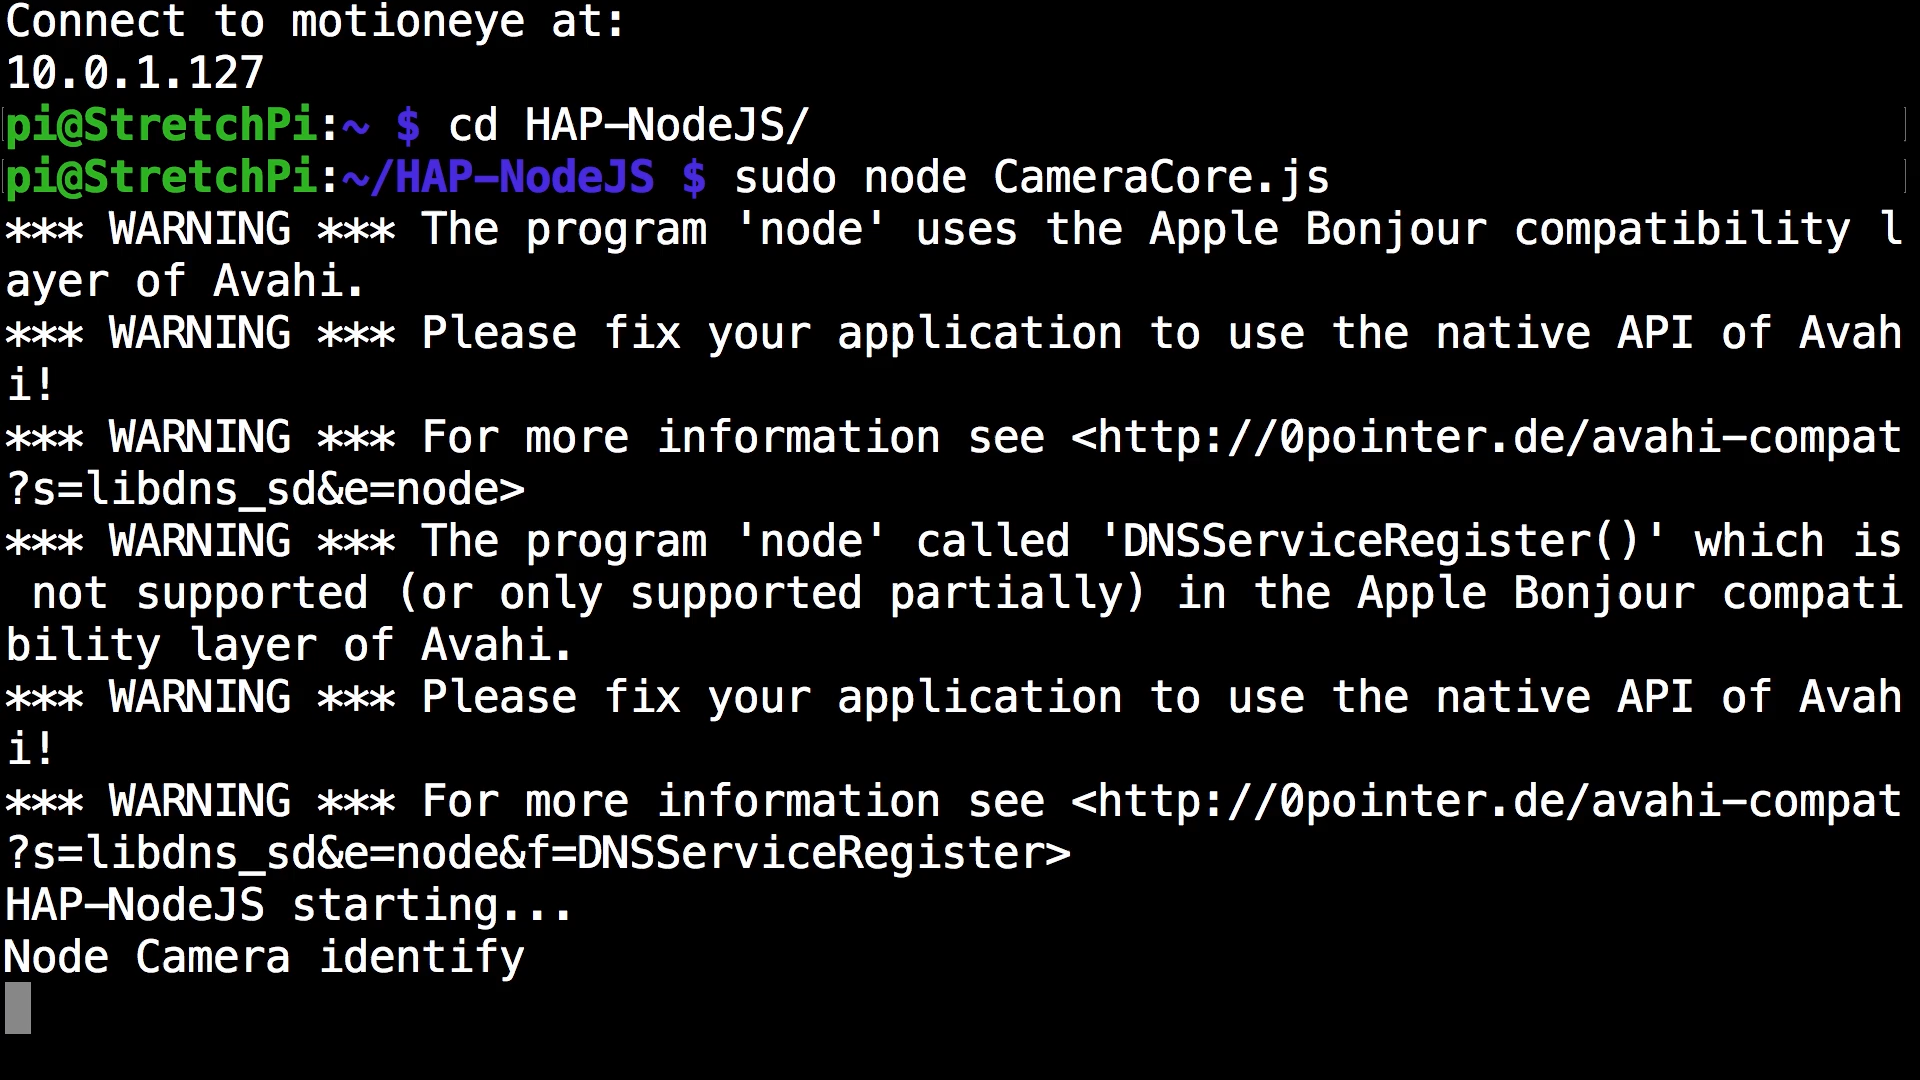 Connect to motioneye at:
10.0.1.127
pi@StretchPi:~ $ cd HAP-NodeJS/
pi@StretchPi:~/HAP-NodeJS $ sudo node CameraCore.js
*** WARNING *** The program 'node' uses the Apple Bonjour compatibility l
ayer of Avahi.
*** WARNING *** Please fix your application to use the native API of Avah
i!
*** WARNING *** For more information see <http://0pointer.de/avahi-compat
?s=libdns_sd&e=node>
*** WARNING *** The program 'node' called 'DNSServiceRegister()' which is
 not supported (or only supported partially) in the Apple Bonjour compati
bility layer of Avahi.
*** WARNING *** Please fix your application to use the native API of Avah
i!
*** WARNING *** For more information see <http://0pointer.de/avahi-compat
?s=libdns_sd&e=node&f=DNSServiceRegister>
HAP-NodeJS starting...
Node Camera identify